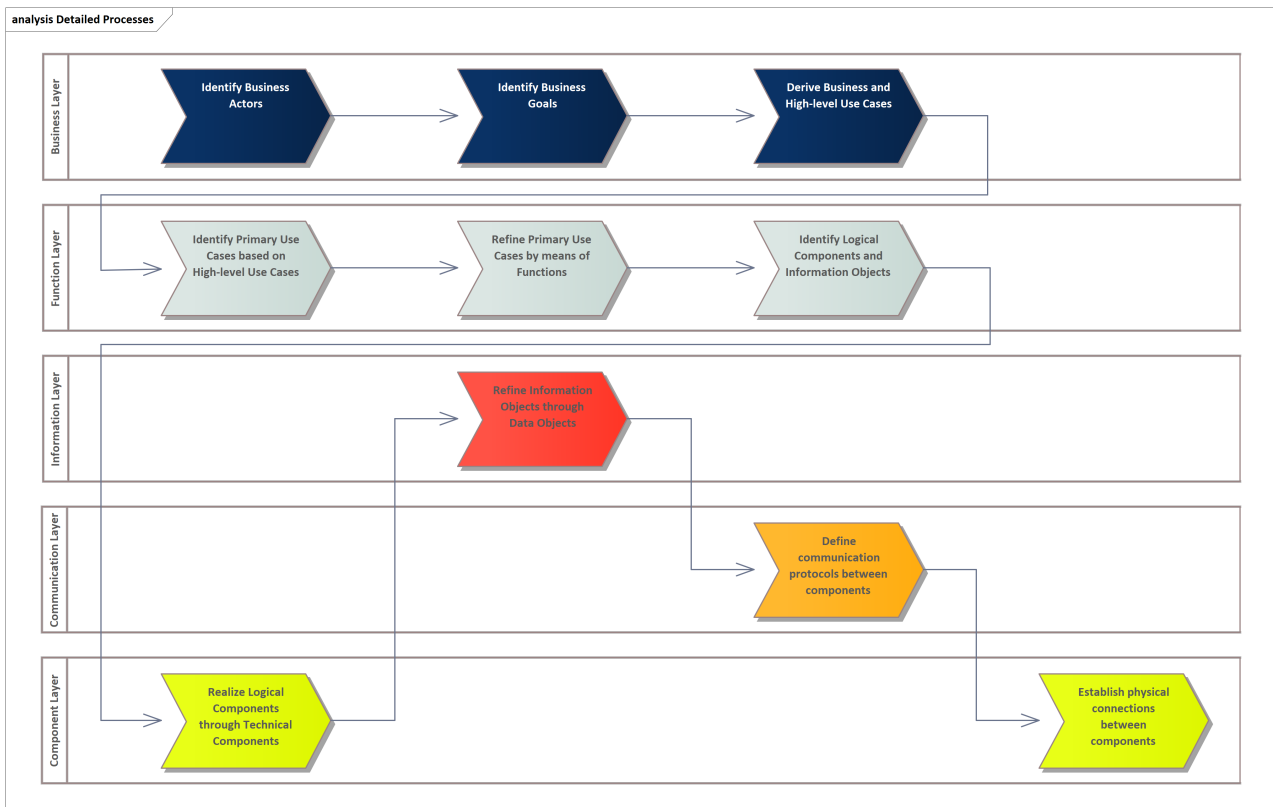 analysis Detailed Processes
Business Layer
Identify Business
Actors
Identify Business
Goals
Derive Business and
High-level Use Cases
Function Layer
Identify Primary Use
Cases based on
High-level Use Cases
Refine Primary Use
Cases by means of
Functions
Identify Logical
Components and
Information Objects
Information Layer
Refine Information
Objects through
Data Objects
Communication Layer
Define
communication
protocols between
components
Component Layer
Realize Logical
Components
through Technical
Components
Establish physical
connections
between
components